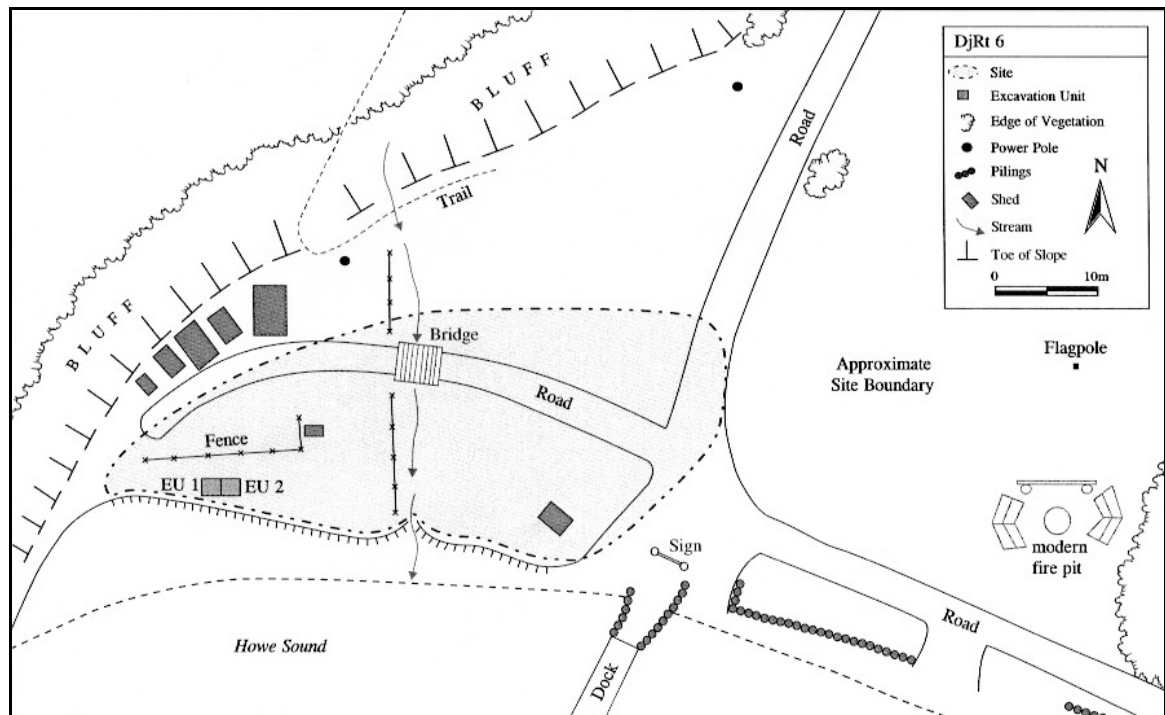 DjRt 6
Site
Excavation Unit
Edge of Vegetation
Power Pole
Pilings
Shed
Stream
Toe of Slope
N
0 10m
BLUFF
Road
Trail
BLUFF
Bridge
Road
Approximate
Site Boundary
Flagpole
Fence
EU 1 EU 2
Sign
modern
fire pit
Road
Howe Sound
Dock